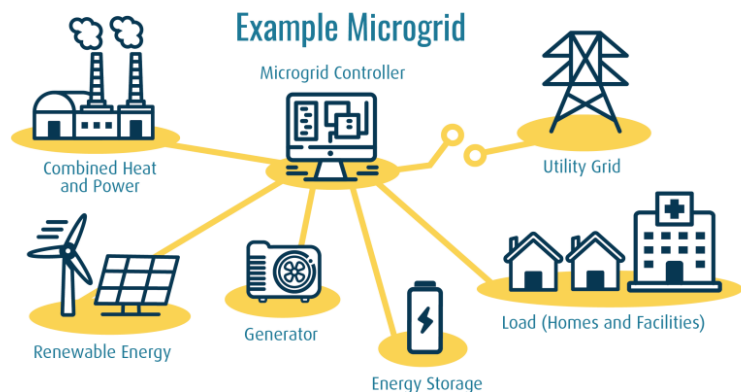 Example Microgrid
Microgrid Controller
Combined Heat
and Power
Utility Grid
Renewable Energy
Generator
Energy Storage
Load (Homes and Facilities)